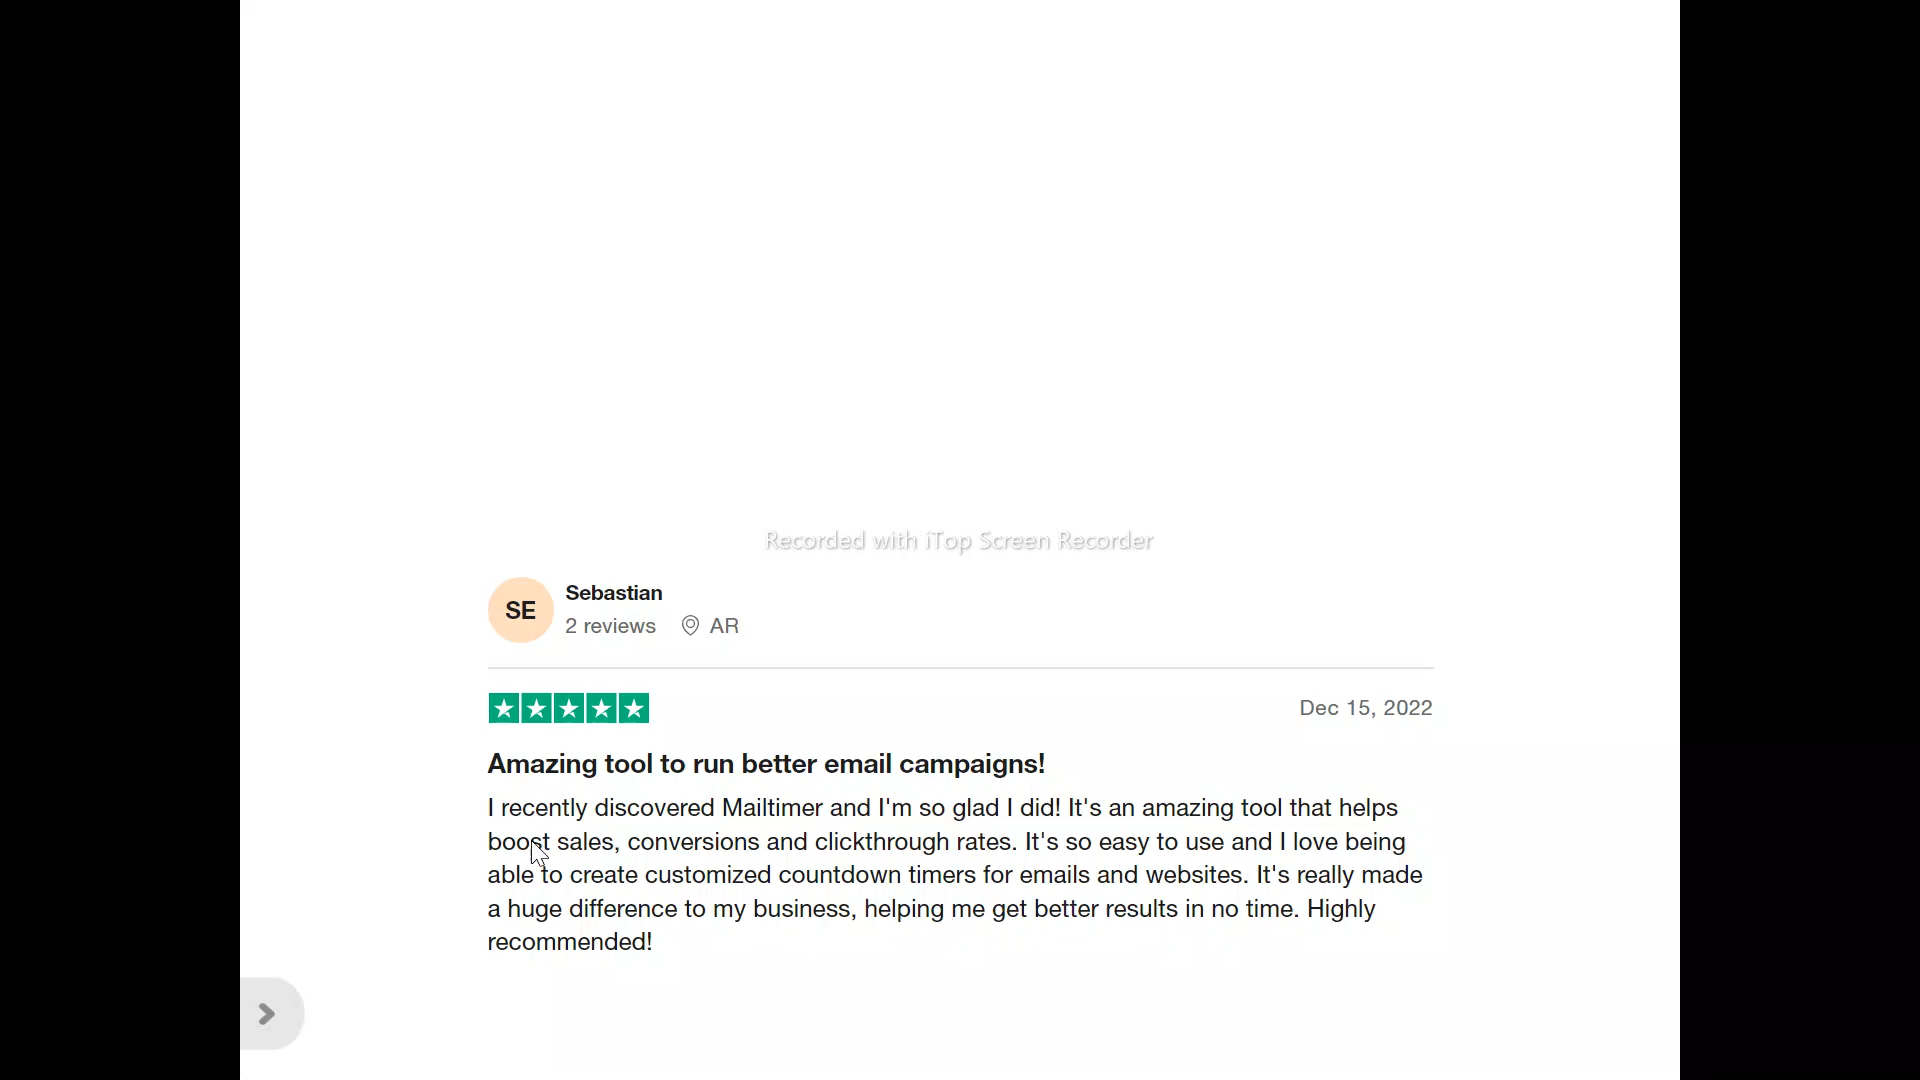 Recorded with iTop Screen Recorder
SE
Sebastian
2 reviews AR
Dec 15, 2022
Amazing tool to run better email campaigns!
I recently discovered Mailtimer and I'm so glad I did! It's an amazing tool that helps
boost sales, conversions and clickthrough rates. It's so easy to use and I love being
able to create customized countdown timers for emails and websites. It's really made
a huge difference to my business, helping me get better results in no time. Highly
recommended!